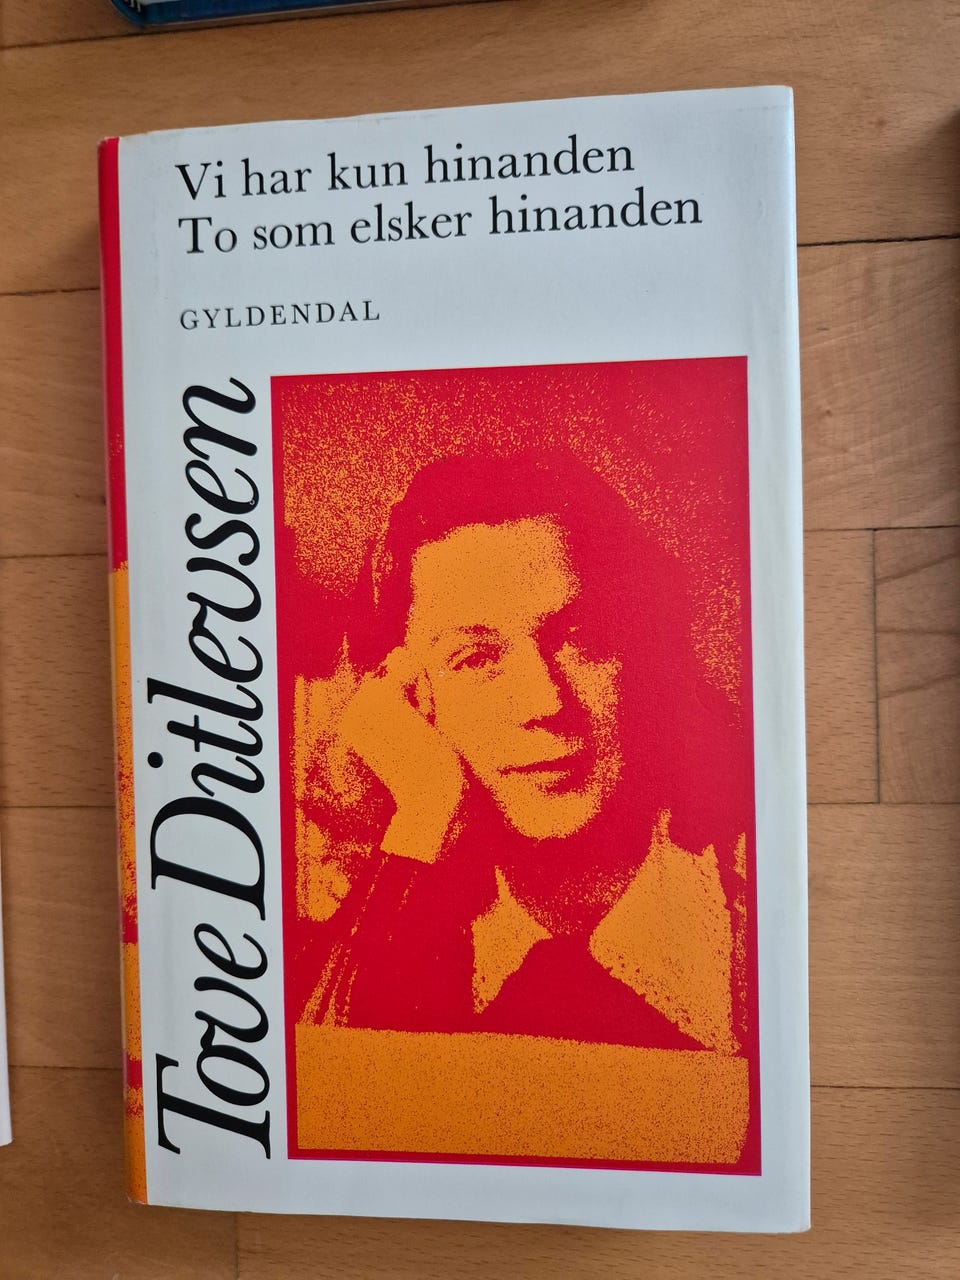 Vi har kun hinanden
To som elsker hinanden
GYLDENDAL
Tove Ditlevsen